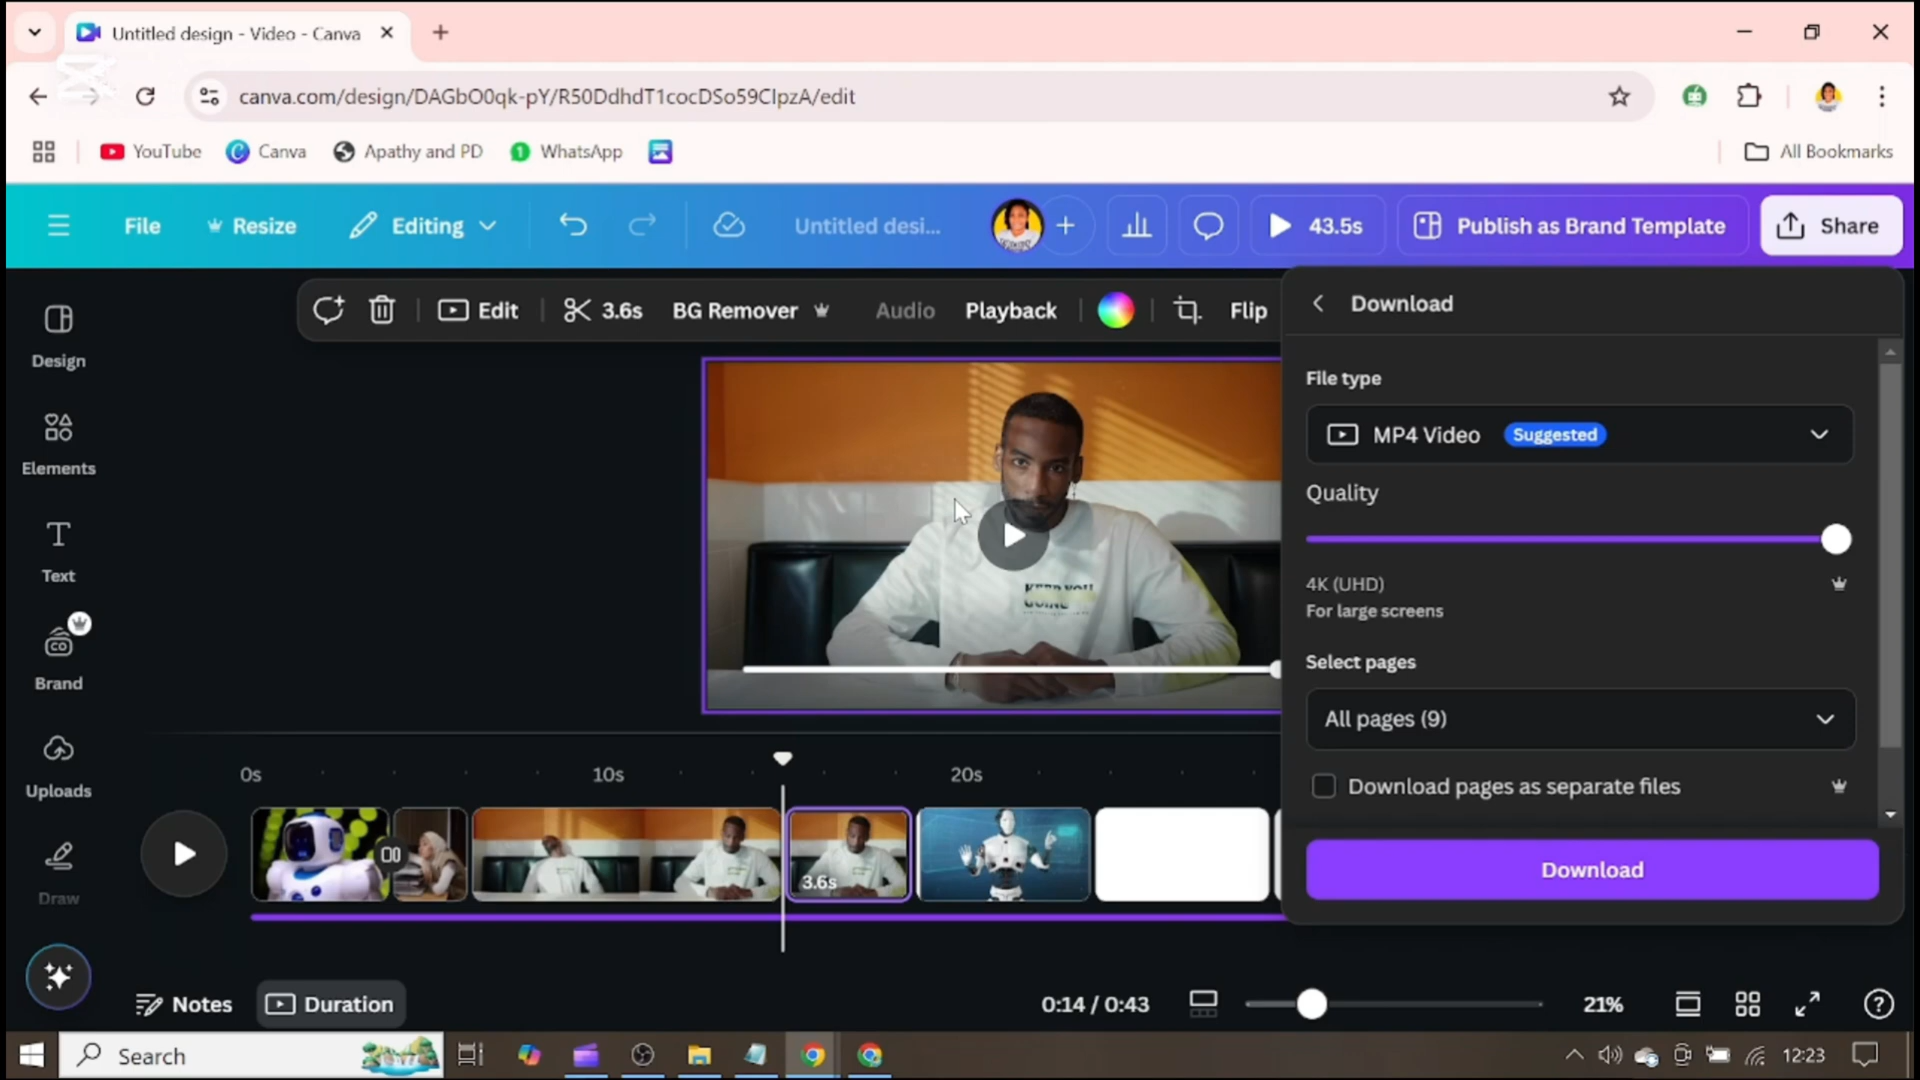 Untitled design - Video - Canva
canva.com/design/DAGbO0qk-pY/R50DdhdT1cocDSo59CIpzA/edit
YouTube
Canva
Apathy and PD
WhatsApp
All Bookmarks
File
Resize
Editing
Untitled desi...
43.5s
Publish as Brand Template
Share
Edit
3.6s
BG Remover
Audio
Playback
Flip
Design
Elements
Text
Brand
Uploads
Draw
Download
File type
MP4 Video
Suggested
Quality
4K (UHD)
For large screens
Select pages
All pages (9)
Download pages as separate files
Download
KEEP YOU
GOING
0s
10s
20s
3.6s
Notes
Duration
0:14 / 0:43
21%
Search
12:23